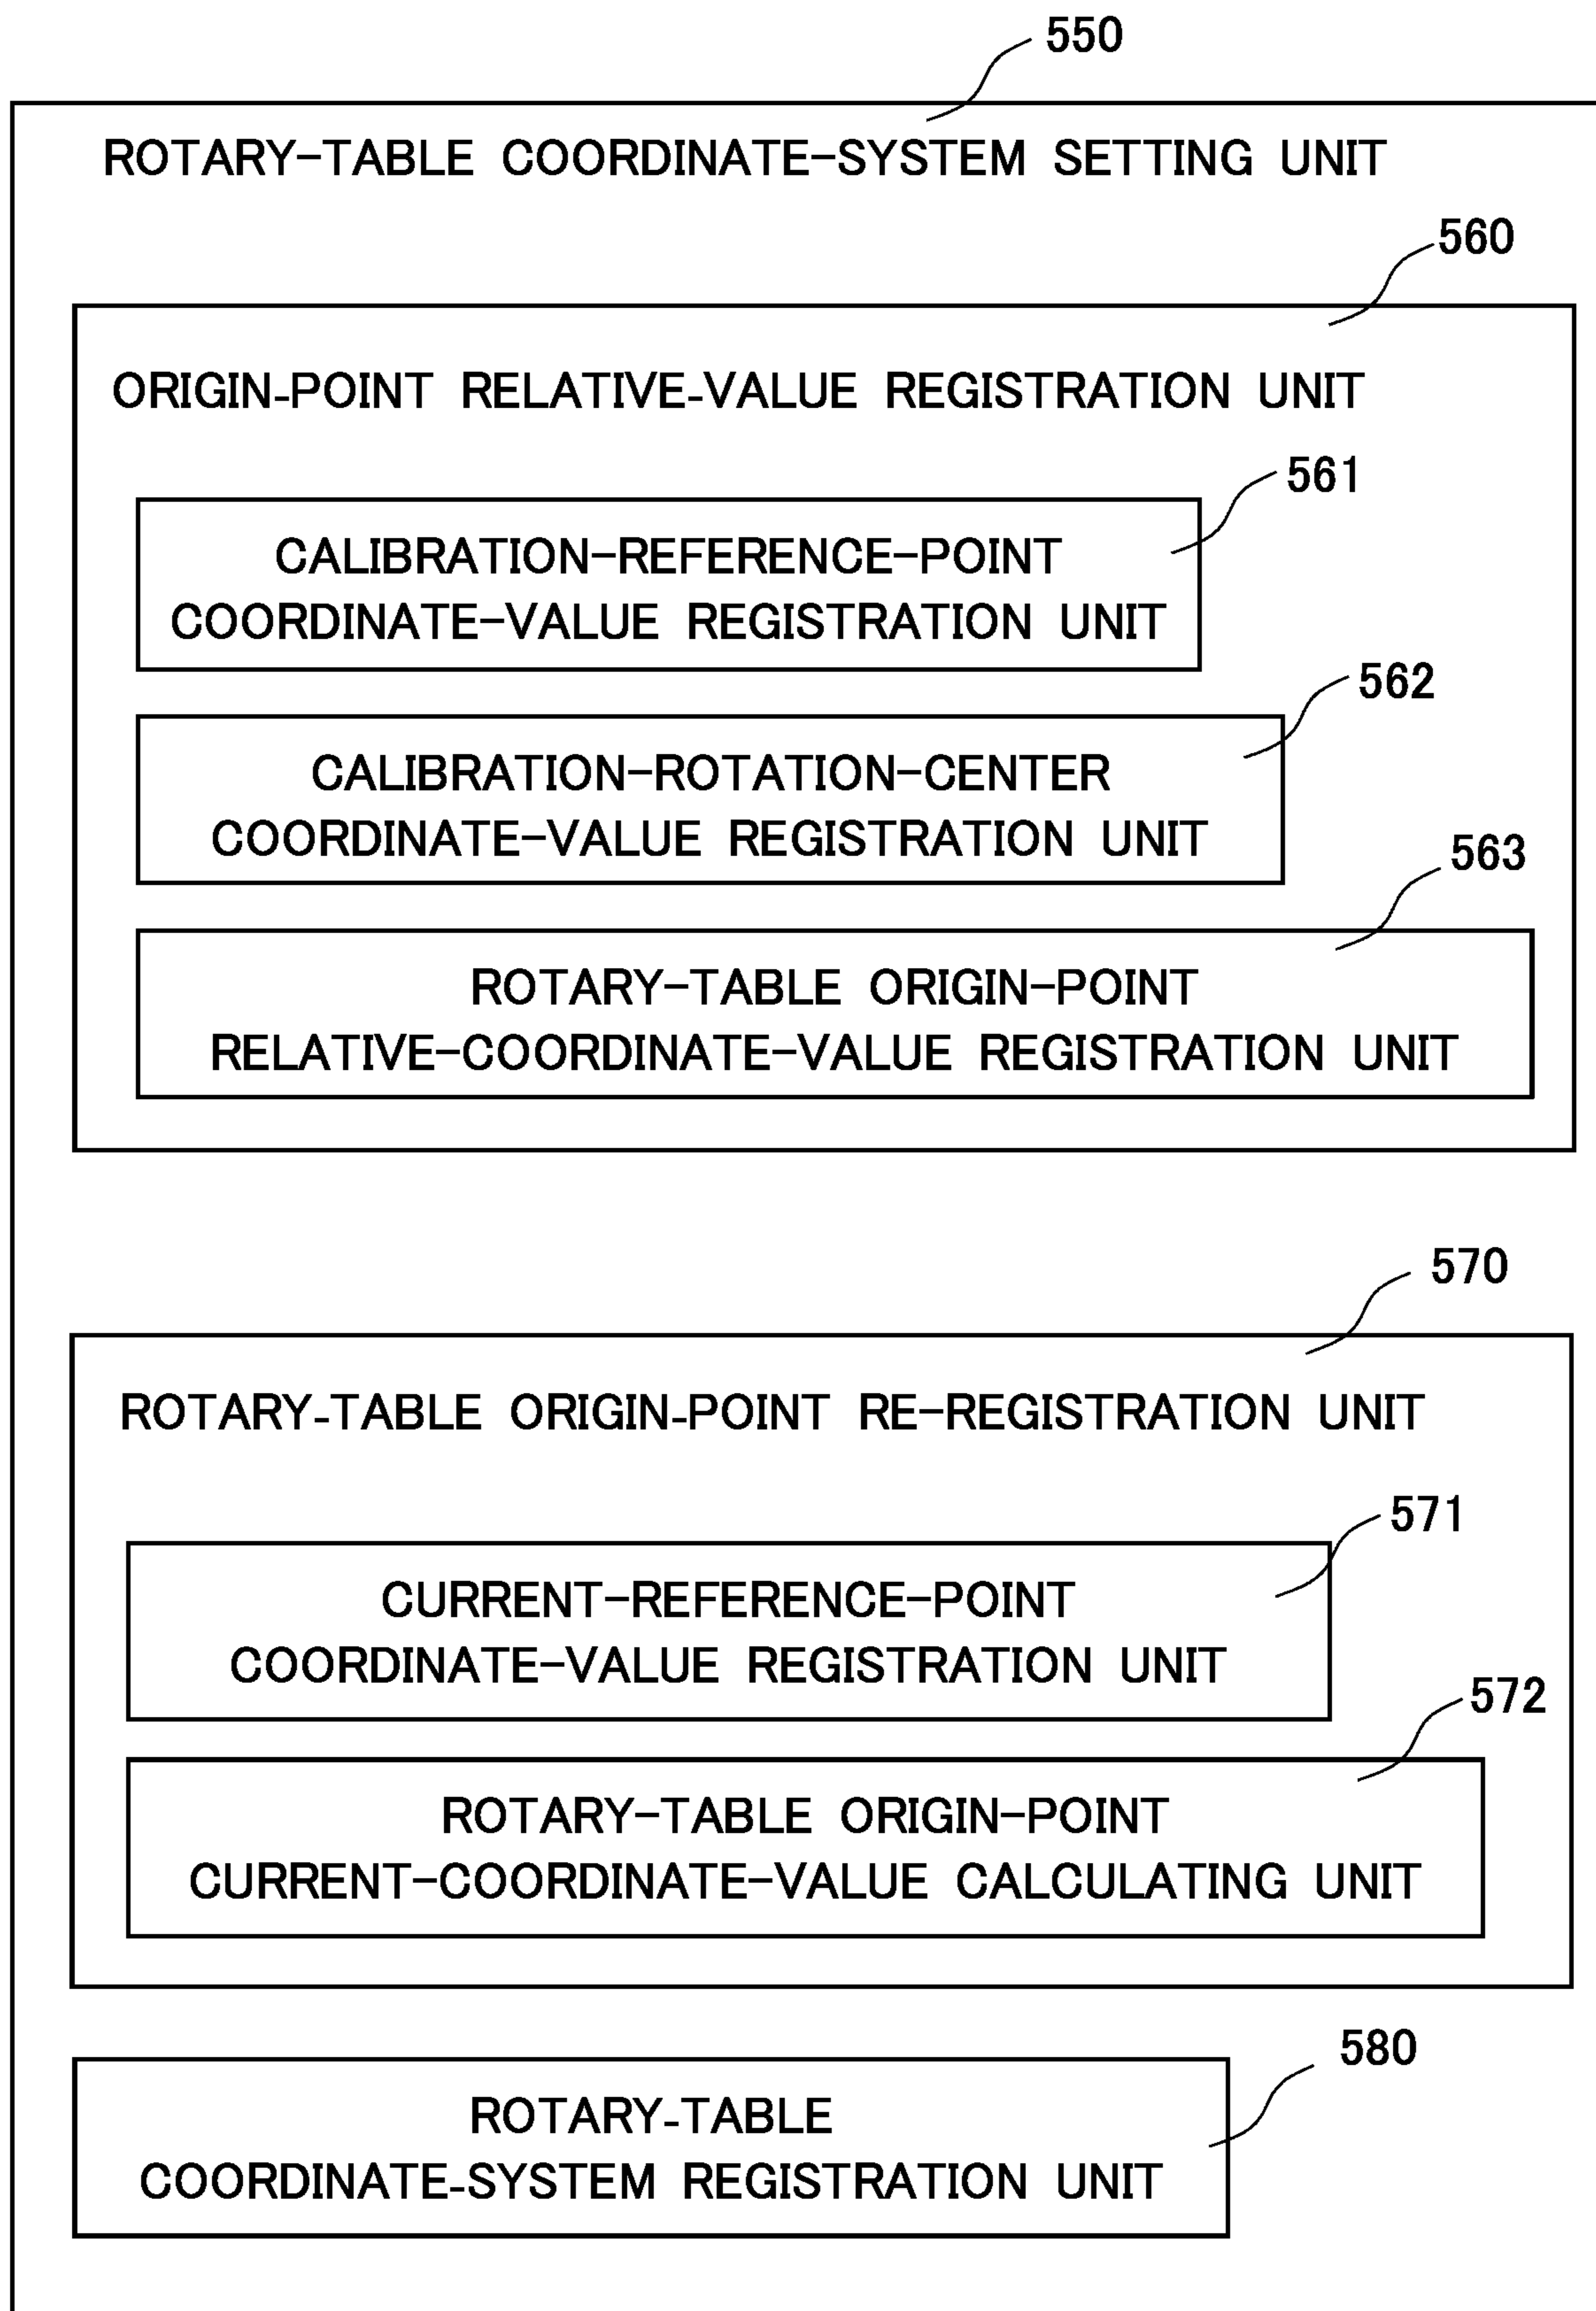 550
ROTARY-TABLE COORDINATE-SYSTEM SETTING UNIT
560
ORIGIN-POINT RELATIVE-VALUE REGISTRATION UNIT
561
CALIBRATION-REFERENCE-POINT
COORDINATE-VALUE REGISTRATION UNIT
562
CALIBRATION-ROTATION-CENTER
COORDINATE-VALUE REGISTRATION UNIT
563
ROTARY-TABLE ORIGIN-POINT
RELATIVE-COORDINATE-VALUE REGISTRATION UNIT
570
ROTARY-TABLE ORIGIN-POINT RE-REGISTRATION UNIT
571
CURRENT-REFERENCE-POINT
COORDINATE-VALUE REGISTRATION UNIT
572
ROTARY-TABLE ORIGIN-POINT
CURRENT-COORDINATE-VALUE CALCULATING UNIT
580
ROTARY-TABLE
COORDINATE-SYSTEM REGISTRATION UNIT